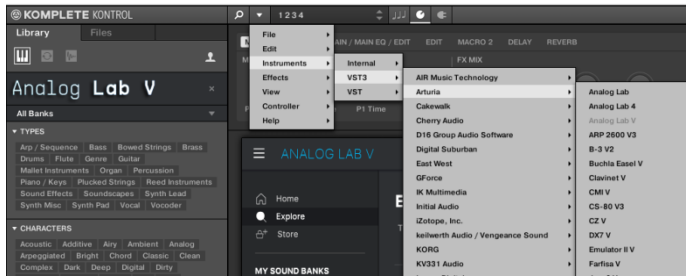 KOMPLETE KONTROL
1234
Library Files
Analog Lab V ×
All Banks
TYPES
Arp / Sequence Bass Bowed Strings Brass
Drums Flute Genre Guitar
Mallet Instruments Organ Percussion
Piano / Keys Plucked Strings Reed Instruments
Sound Effects Soundscapes Synth Lead
Synth Misc Synth Pad Vocal Vocoder
CHARACTERS
Acoustic Additive Airy Ambient Analog
Arpeggiated Bright Chord Classic Clean
Complex Dark Deep Digital Dirty
File
Edit
Instruments
Effects
View
Controller
Help
AIN / MAIN EQ / EDIT EDIT MACRO 2 DELAY REVERB
FX MIX
P1 Time
Internal
VST3
VST
AIR Music Technology
Arturia
Cakewalk
Cherry Audio
D16 Group Audio Software
Digital Suburban
East West
GForce
IK Multimedia
Initial Audio
iZotope, Inc.
keilwerth Audio / Vengeance Sound
KORG
KV331 Audio
Analog Lab
Analog Lab 4
Analog Lab V
ARP 2600 V3
B-3 V2
Buchla Easel V
Clavinet V
CMI V
CS-80 V3
CZ V
DX7 V
Emulator II V
Farfisa V
ANALOG LAB V
Home
Explore
Store
MY SOUND BANKS